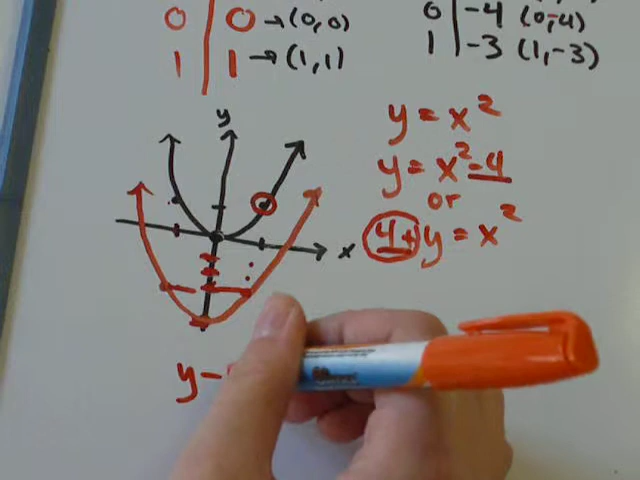 0 | 0 → (0,0)
1 | 1 → (1,1)
0 | -4 (0,-4)
1 | -3 (1,-3)
y
x
y = x²
y = x² - 4
or
4 + y = x²
y -